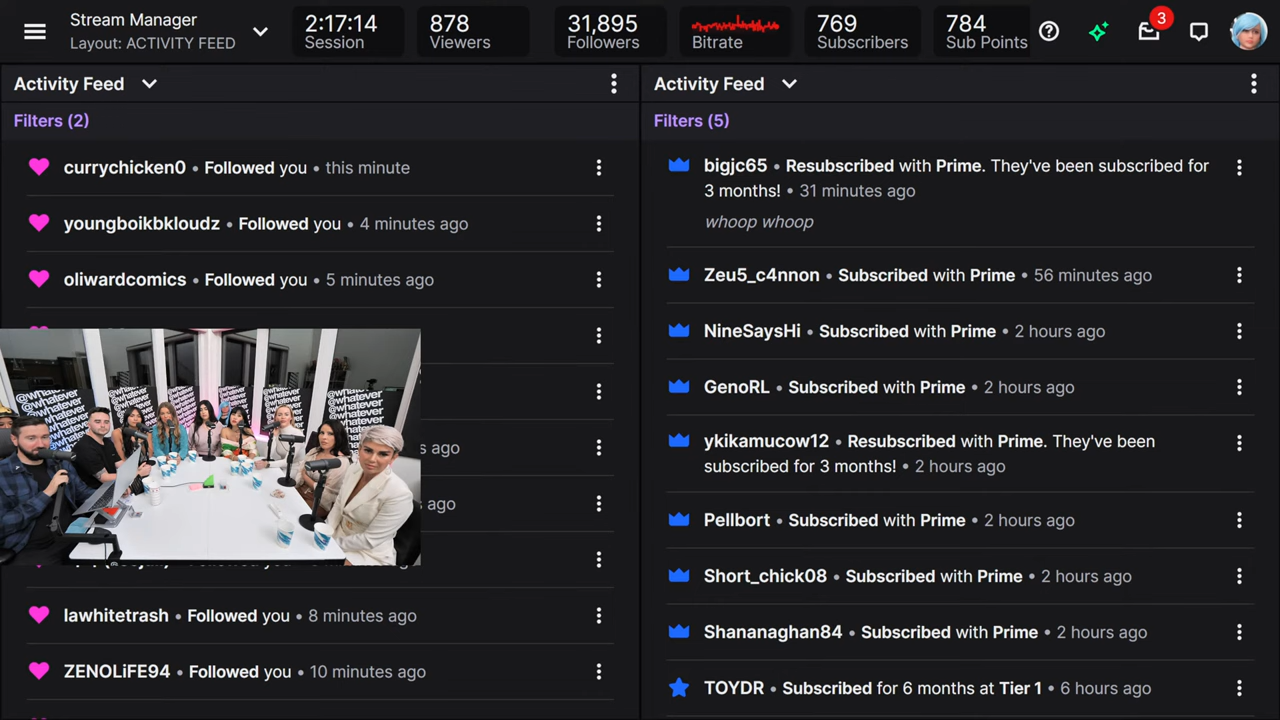 Stream Manager
Layout: ACTIVITY FEED
2:17:14
Session
878
Viewers
31,895
Followers
Bitrate
769
Subscribers
784
Sub Points
3
Activity Feed
Filters (2)
currychicken0 • Followed you • this minute
youngboikbkloudz • Followed you • 4 minutes ago
oliwardcomics • Followed you • 5 minutes ago
ago
ago
lawhitetrash • Followed you • 8 minutes ago
ZENOLiFE94 • Followed you • 10 minutes ago
@whatever
@whatever
@whatever
@whatever
Activity Feed
Filters (5)
bigjc65 • Resubscribed with Prime. They've been subscribed for
3 months! • 31 minutes ago
whoop whoop
Zeu5_c4nnon • Subscribed with Prime • 56 minutes ago
NineSaysHi • Subscribed with Prime • 2 hours ago
GenoRL • Subscribed with Prime • 2 hours ago
ykikamucow12 • Resubscribed with Prime. They've been
subscribed for 3 months! • 2 hours ago
Pellbort • Subscribed with Prime • 2 hours ago
Short_chick08 • Subscribed with Prime • 2 hours ago
Shananaghan84 • Subscribed with Prime • 2 hours ago
TOYDR • Subscribed for 6 months at Tier 1 • 6 hours ago